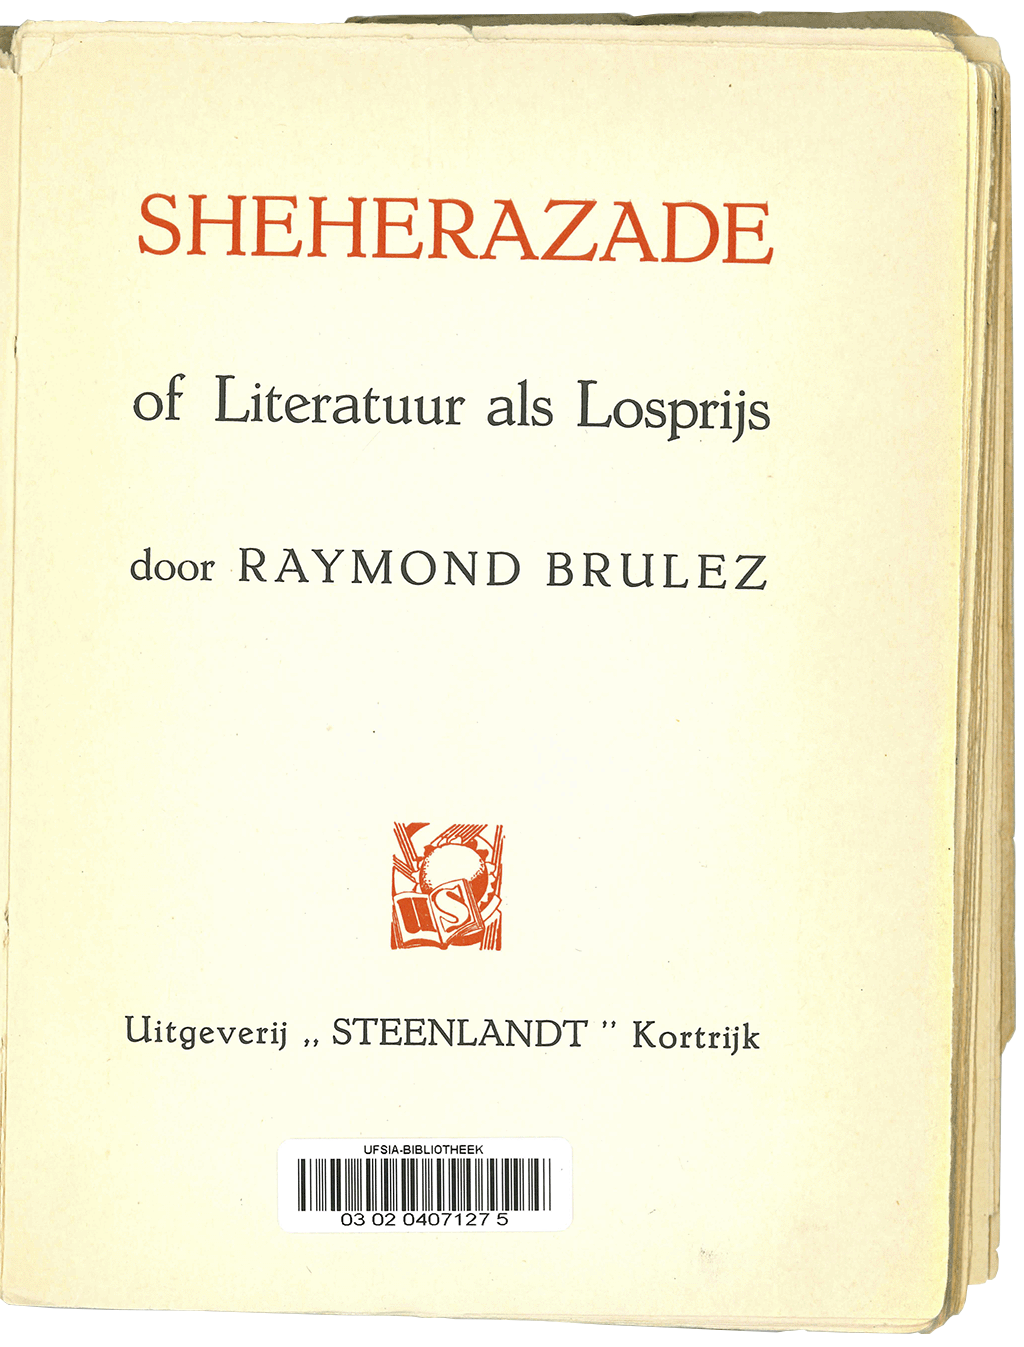 SHEHERAZADE
of Literatuur als Losprijs
door RAYMOND BRULEZ
US
Uitgeverij „ STEENLANDT ” Kortrijk
UFSIA-BIBLIOTHEEK
03 02 0407127 5